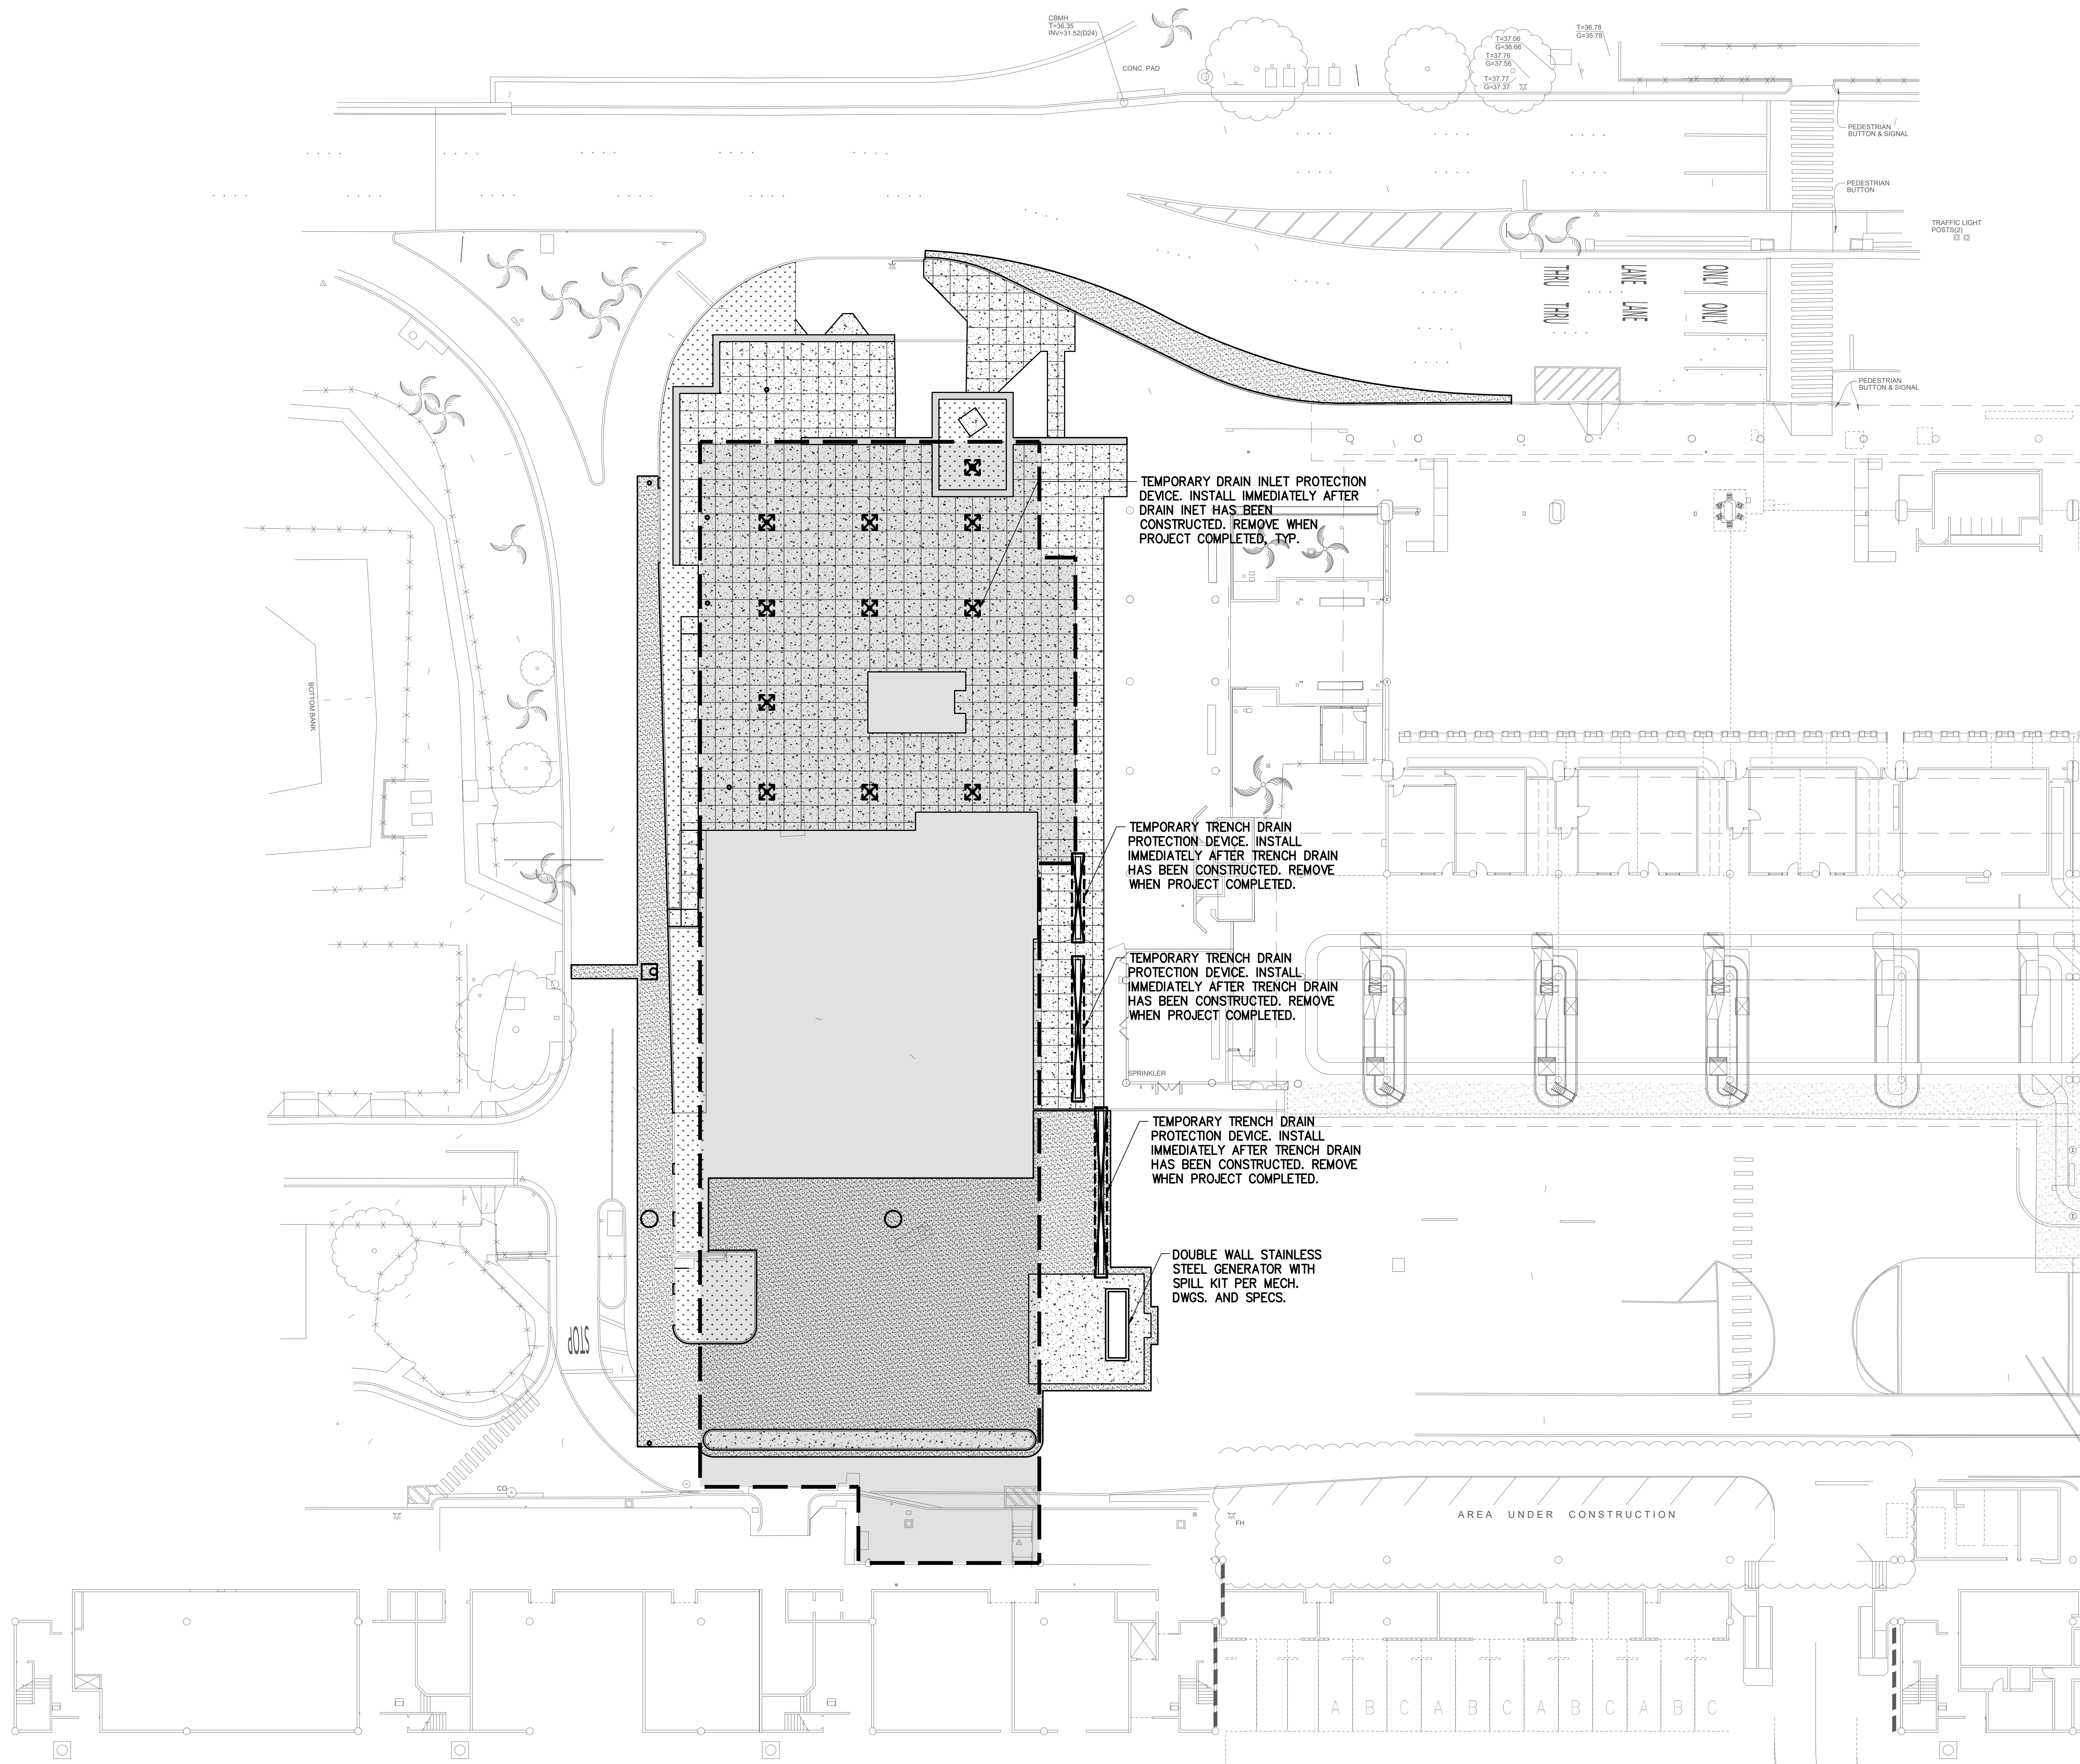 CBMH
T=36.35
INV=31.52(D24)
CONC. PAD
T=37.06
G=36.66
T=37.76
G=37.56
T=37.77
G=37.37
T=36.78
G=35.78
PEDESTRIAN
BUTTON & SIGNAL
PEDESTRIAN
BUTTON
TRAFFIC LIGHT
POSTS(2)
THRU THRU
LANE LANE
ONLY ONLY
PEDESTRIAN
BUTTON & SIGNAL
TEMPORARY DRAIN INLET PROTECTION
DEVICE. INSTALL IMMEDIATELY AFTER
DRAIN INET HAS BEEN
CONSTRUCTED. REMOVE WHEN
PROJECT COMPLETED, TYP.
BOTTOM BANK
TEMPORARY TRENCH DRAIN
PROTECTION DEVICE. INSTALL
IMMEDIATELY AFTER TRENCH DRAIN
HAS BEEN CONSTRUCTED. REMOVE
WHEN PROJECT COMPLETED.
TEMPORARY TRENCH DRAIN
PROTECTION DEVICE. INSTALL
IMMEDIATELY AFTER TRENCH DRAIN
HAS BEEN CONSTRUCTED. REMOVE
WHEN PROJECT COMPLETED.
SPRINKLER
TEMPORARY TRENCH DRAIN
PROTECTION DEVICE. INSTALL
IMMEDIATELY AFTER TRENCH DRAIN
HAS BEEN CONSTRUCTED. REMOVE
WHEN PROJECT COMPLETED.
DOUBLE WALL STAINLESS
STEEL GENERATOR WITH
SPILL KIT PER MECH.
DWGS. AND SPECS.
STOP
CO
FH
AREA UNDER CONSTRUCTION
A B C A B C A B C A B C